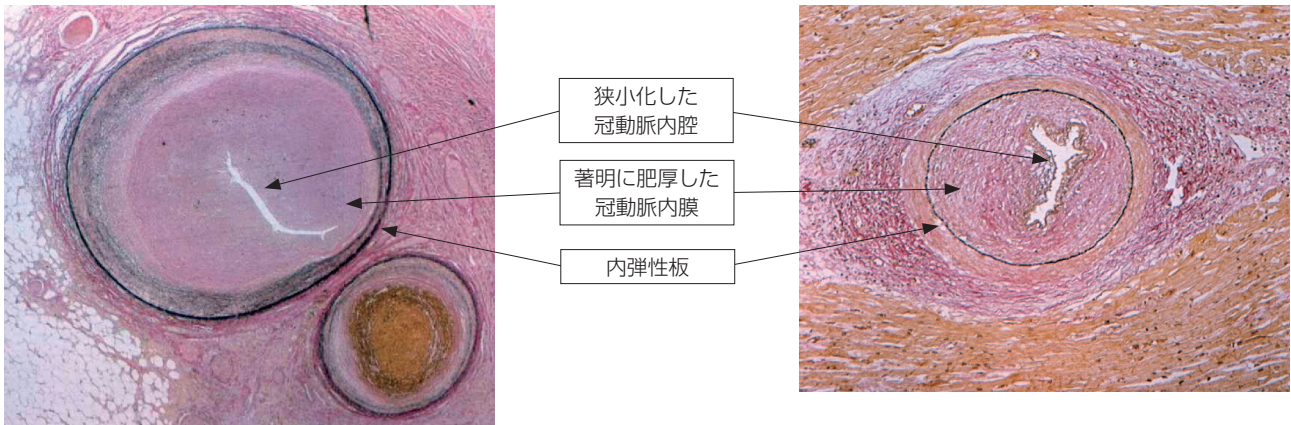 狭小化した
冠動脈内腔
著明に肥厚した
冠動脈内膜
内弾性板